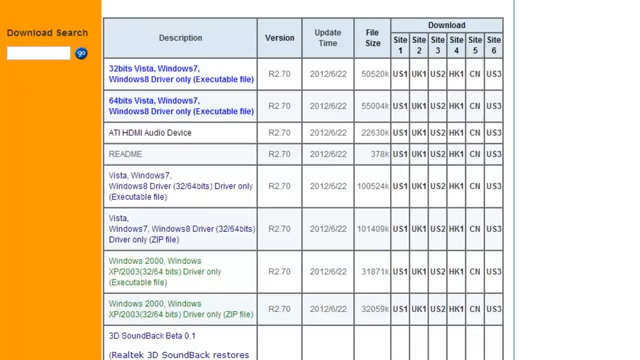 Download Search
go
Description
Version
Update
Time
File
Size
Download
Site
1
Site
2
Site
3
Site
4
Site
5
Site
6
32bits Vista, Windows7,
Windows8 Driver only (Executable file)
R2.70
2012/6/22
50520k
US1
UK1
US2
HK1
CN
US3
64bits Vista, Windows7,
Windows8 Driver only (Executable file)
R2.70
2012/6/22
55004k
US1
UK1
US2
HK1
CN
US3
ATI HDMI Audio Device
R2.70
2012/6/22
22630k
US1
UK1
US2
HK1
CN
US3
README
R2.70
2012/6/22
378k
US1
UK1
US2
HK1
CN
US3
Vista, Windows7,
Windows8 Driver (32/64bits) Driver only
(Executable file)
R2.70
2012/6/22
100524k
US1
UK1
US2
HK1
CN
US3
Vista,
Windows7, Windows8 Driver (32/64bits)
Driver only (ZIP file)
R2.70
2012/6/22
101409k
US1
UK1
US2
HK1
CN
US3
Windows 2000, Windows
XP/2003(32/64 bits) Driver only
(Executable file)
R2.70
2012/6/22
31871k
US1
UK1
US2
HK1
CN
US3
Windows 2000, Windows
XP/2003(32/64 bits) Driver only (ZIP file)
R2.70
2012/6/22
32059k
US1
UK1
US2
HK1
CN
US3
3D SoundBack Beta 0.1
(Realtek 3D SoundBack restores